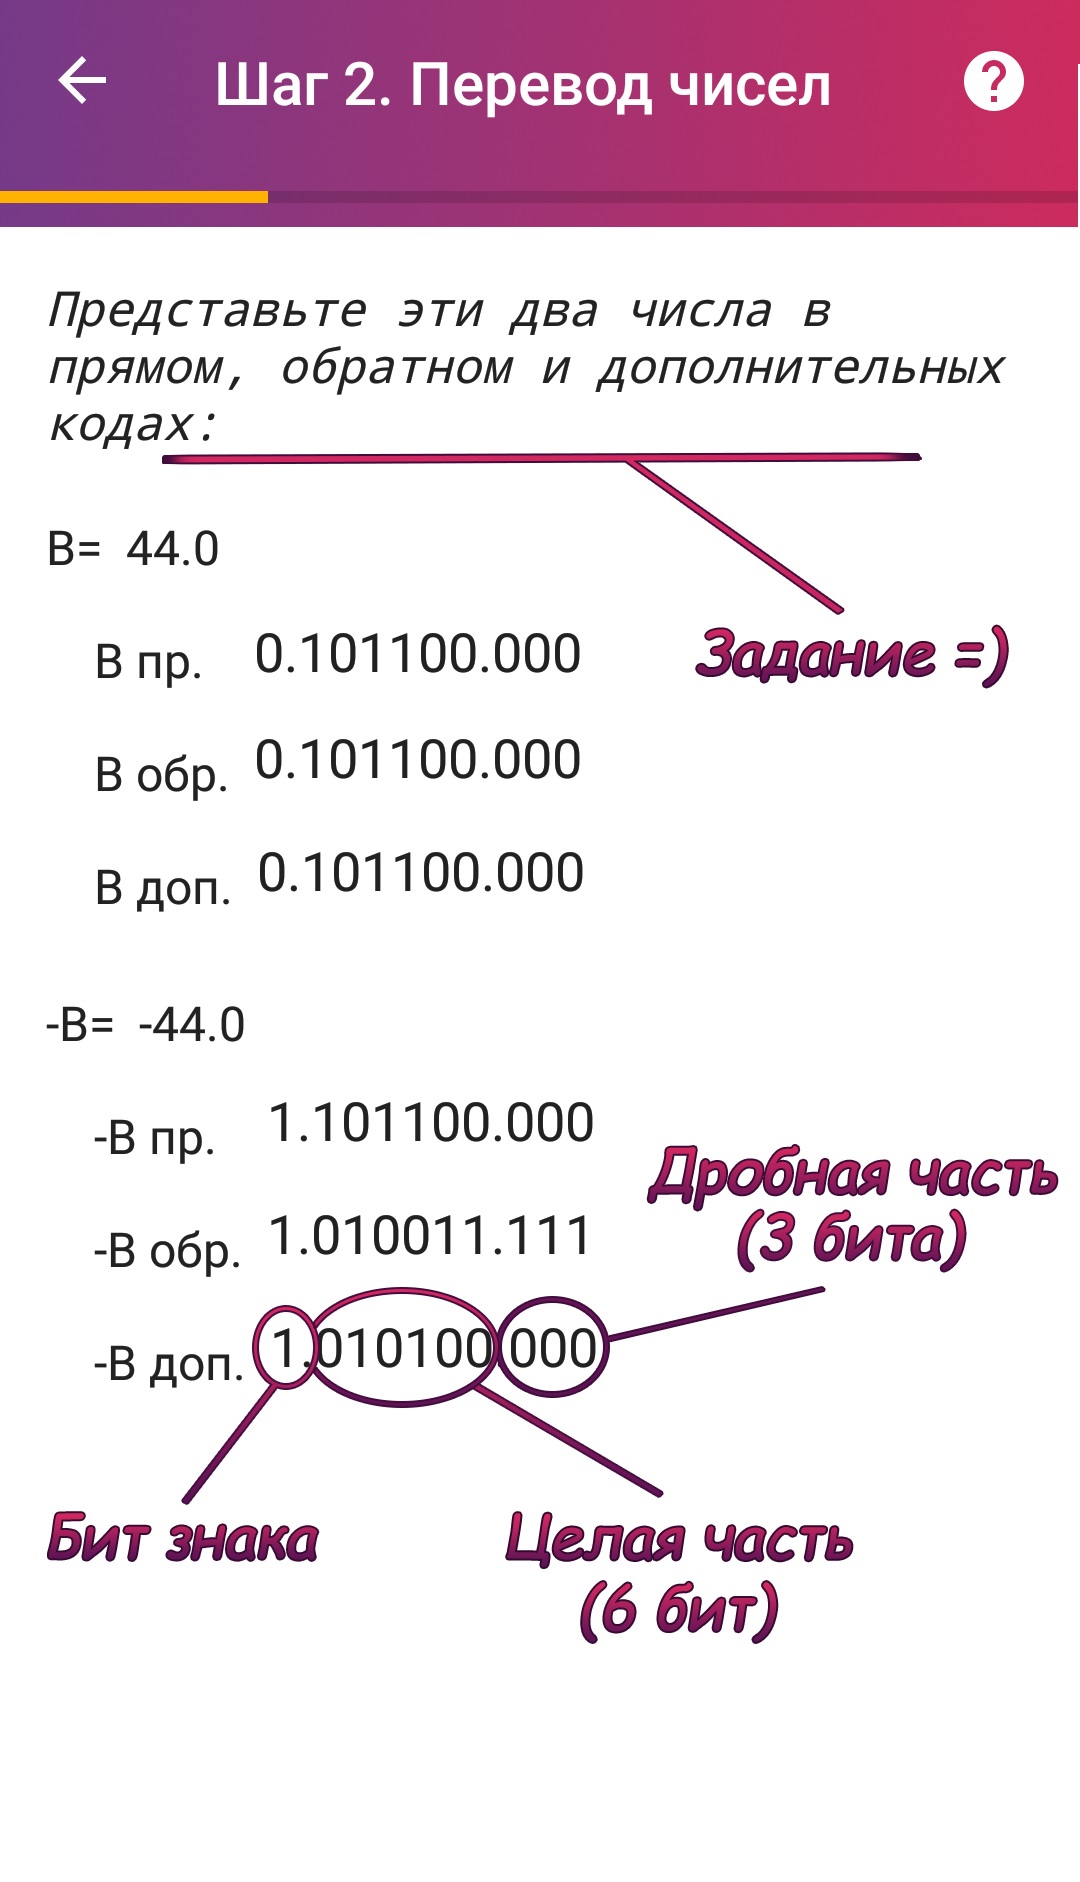 Шаг 2. Перевод чисел
?
Представьте эти два числа в
прямом, обратном и дополнительных
кодах:
B= 44.0
Задание =)
В пр. 0.101100.000
В обр. 0.101100.000
В доп. 0.101100.000
-B= -44.0
-В пр. 1.101100.000
Дробная часть
(3 бита)
-В обр. 1.010011.111
-В доп. 1.010100.000
Бит знака
Целая часть
(6 бит)